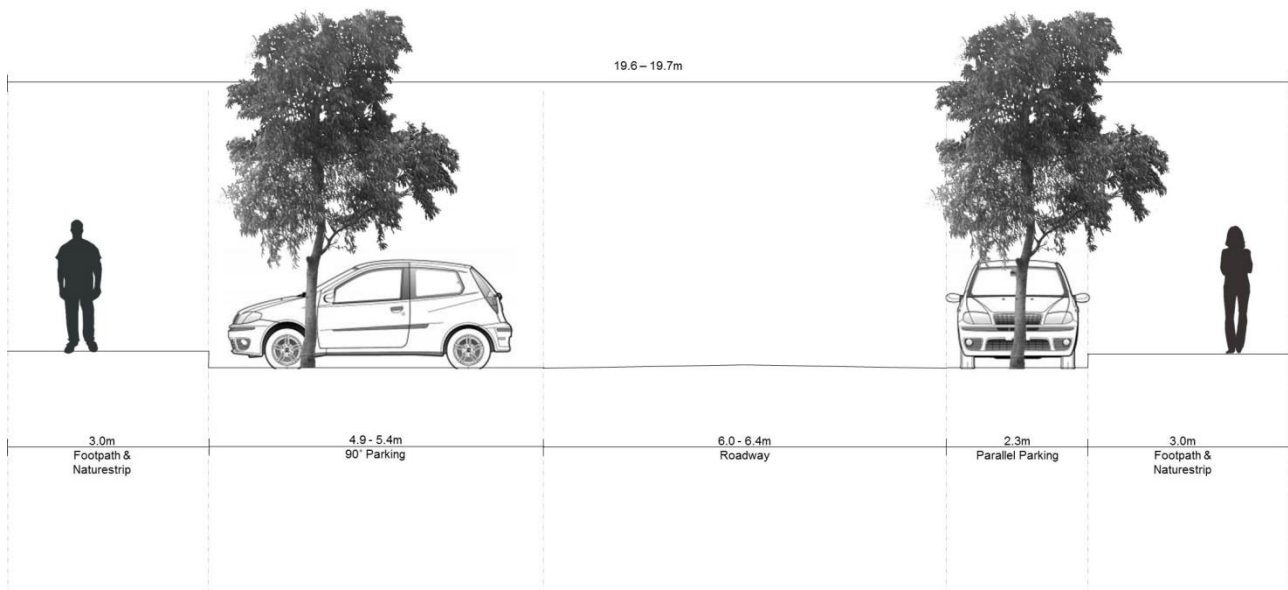 19.6 – 19.7m
3.0m
Footpath &
Naturestrip
4.9 - 5.4m
90˚ Parking
6.0 - 6.4m
Roadway
2.3m
Parallel Parking
3.0m
Footpath &
Naturestrip